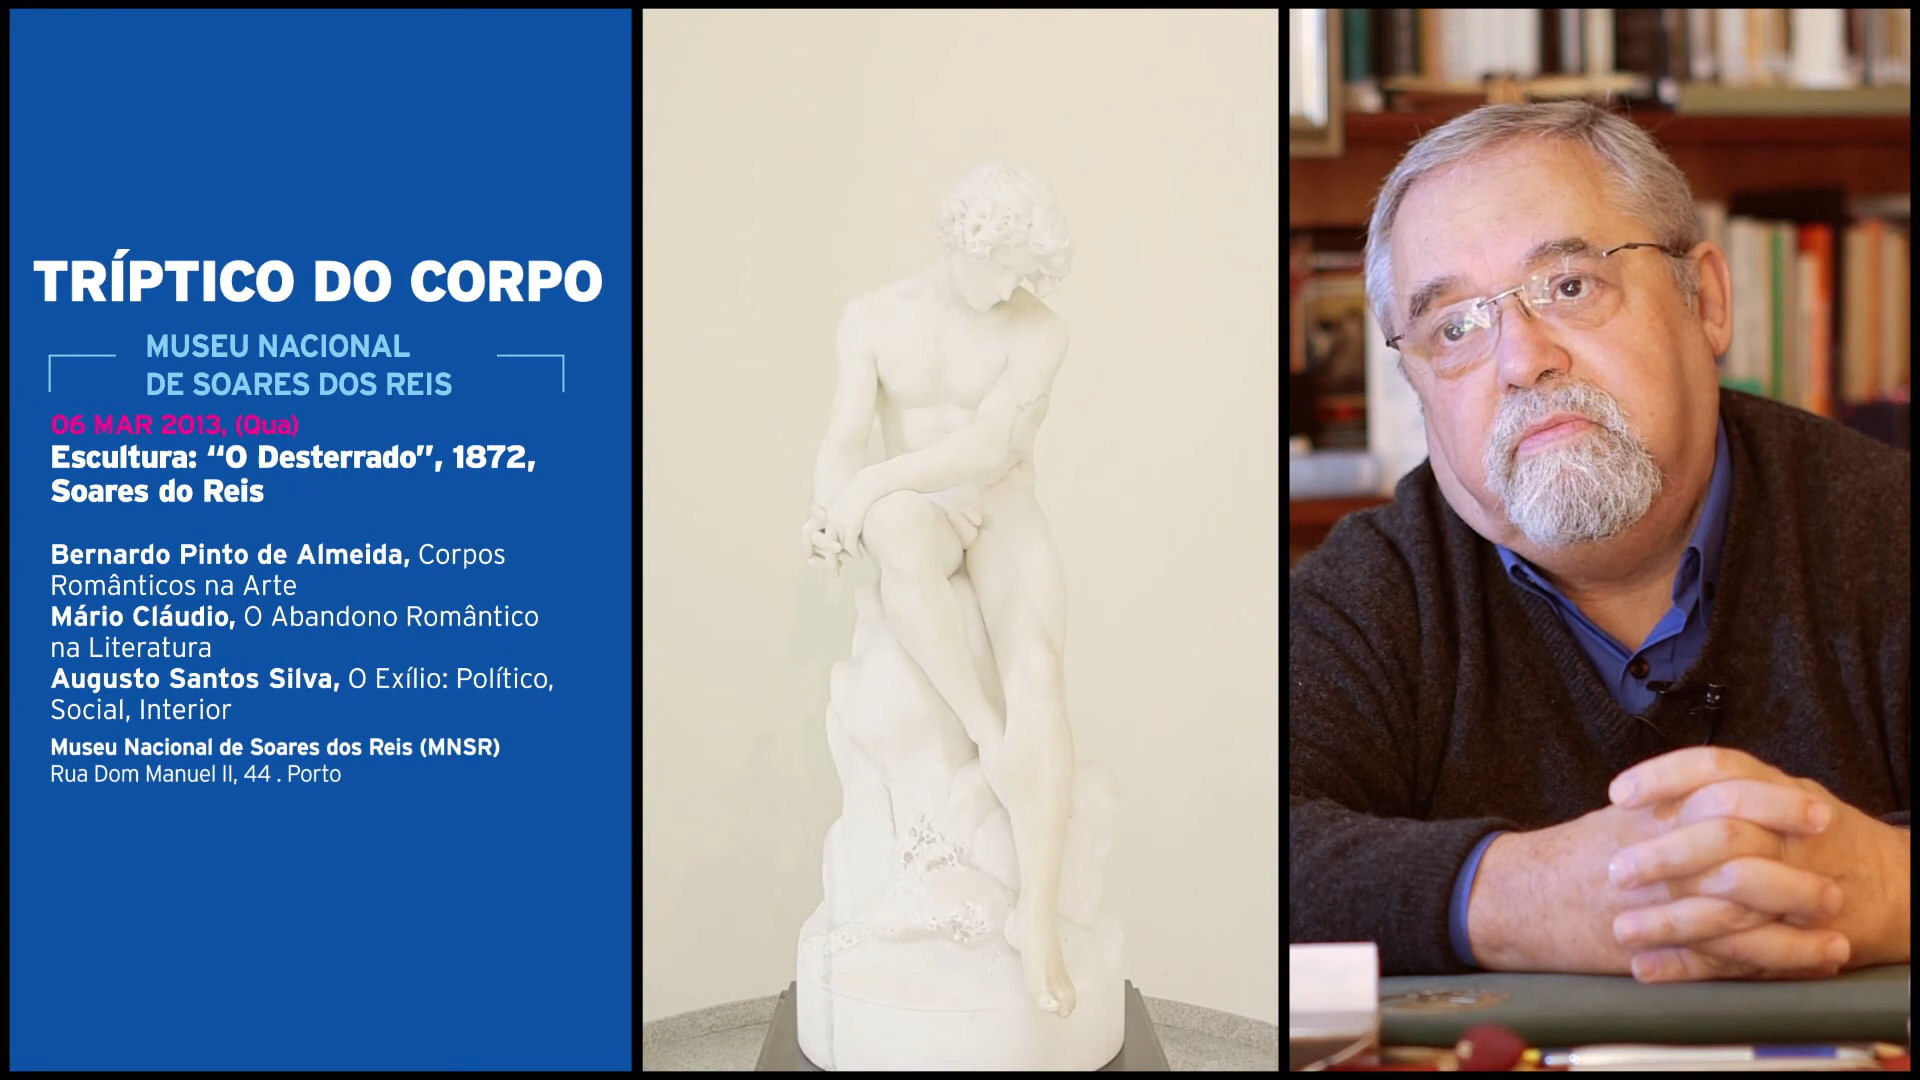 TRÍPTICO DO CORPO
MUSEU NACIONAL
DE SOARES DOS REIS
06 MAR 2013, (Qua)
Escultura: “O Desterrado”, 1872,
Soares do Reis
Bernardo Pinto de Almeida, Corpos
Românticos na Arte
Mário Cláudio, O Abandono Romântico
na Literatura
Augusto Santos Silva, O Exílio: Político,
Social, Interior
Museu Nacional de Soares dos Reis (MNSR)
Rua Dom Manuel II, 44 . Porto